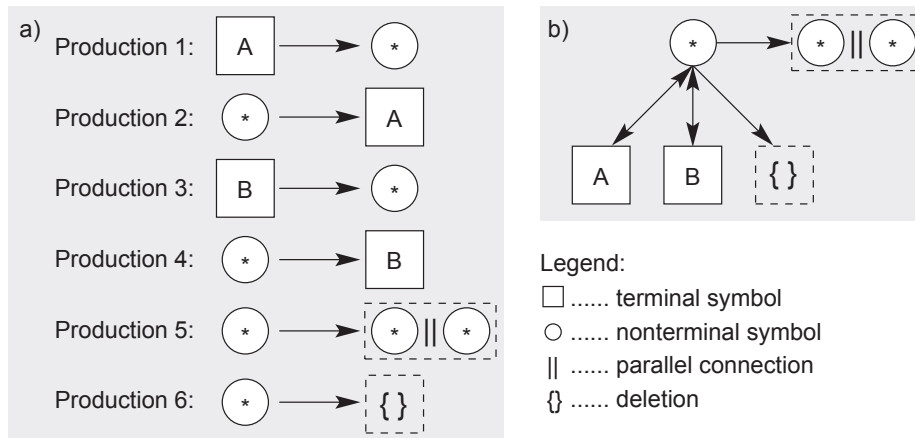 a)
Production 1: A *
Production 2: * A
Production 3: B *
Production 4: * B
Production 5: * * || *
Production 6: * { }
b)
* * || *
A B { }
Legend:
□ ...... terminal symbol
○ ...... nonterminal symbol
|| ...... parallel connection
{} ...... deletion